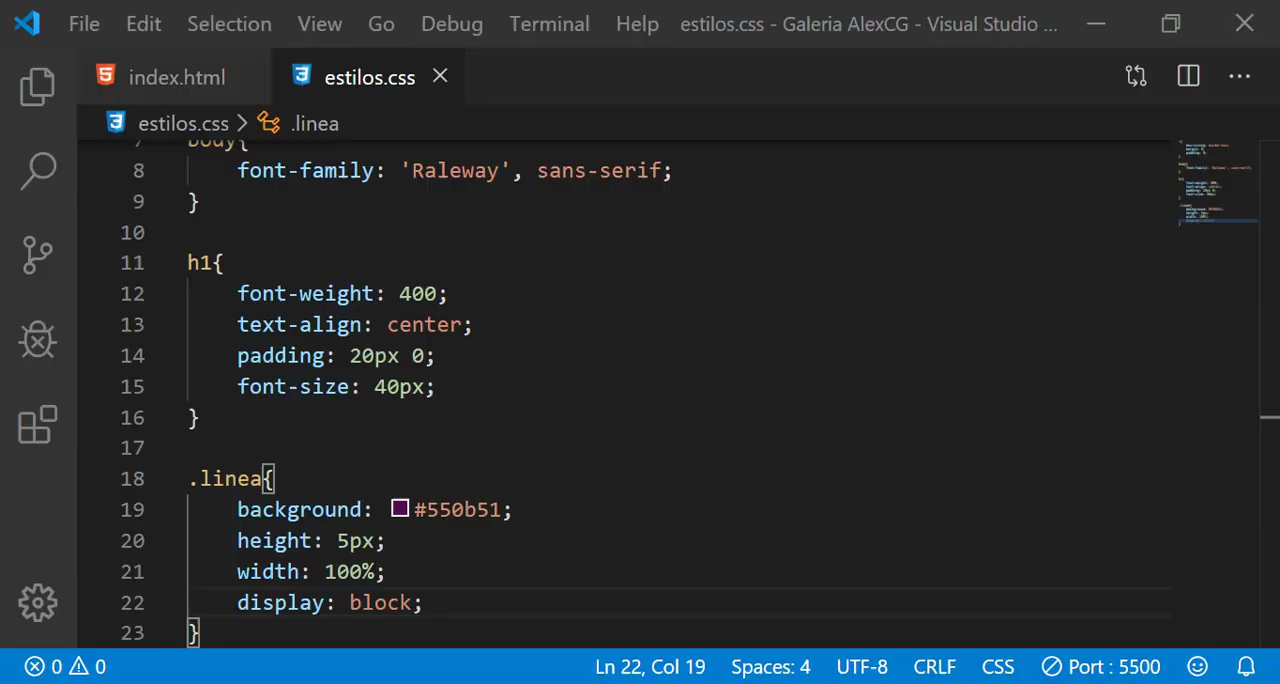 File Edit Selection View Go Debug Terminal Help estilos.css - Galeria AlexCG - Visual Studio ...
index.html estilos.css
estilos.css > .linea
7 body{
8 font-family: 'Raleway', sans-serif;
9 }
10
11 h1{
12 font-weight: 400;
13 text-align: center;
14 padding: 20px 0;
15 font-size: 40px;
16 }
17
18 .linea{
19 background: #550b51;
20 height: 5px;
21 width: 100%;
22 display: block;
23 }
0 0 Ln 22, Col 19 Spaces: 4 UTF-8 CRLF CSS Port : 5500